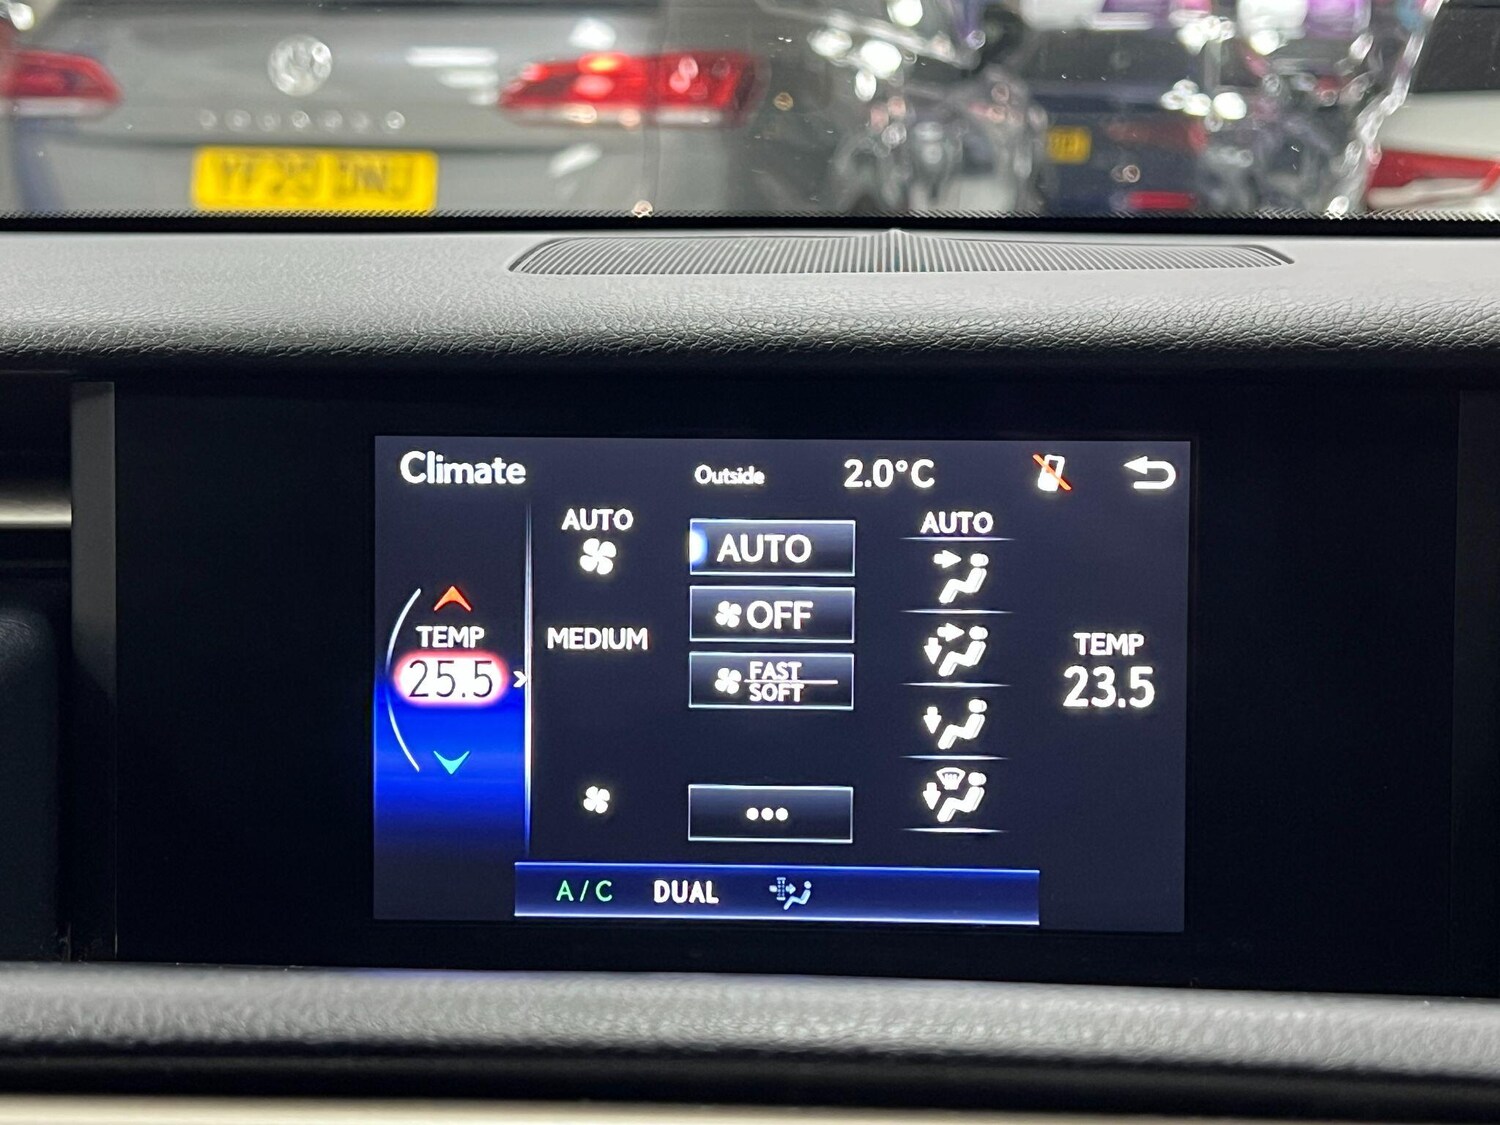 Climate
Outside
2.0°C
AUTO
AUTO
AUTO
OFF
TEMP
25.5
MEDIUM
FAST
SOFT
TEMP
23.5
•••
A/C
DUAL